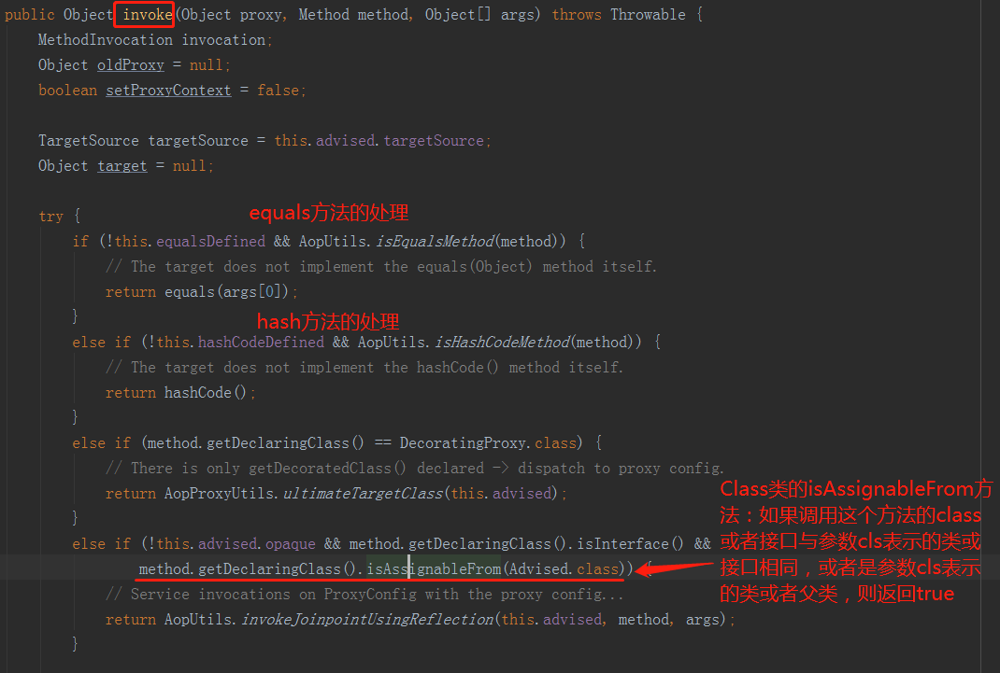 public Object invoke(Object proxy, Method method, Object[] args) throws Throwable {
MethodInvocation invocation;
Object oldProxy = null;
boolean setProxyContext = false;
TargetSource targetSource = this.advised.targetSource;
Object target = null;
try {
equals方法的处理
if (!this.equalsDefined && AopUtils.isEqualsMethod(method)) {
// The target does not implement the equals(Object) method itself.
return equals(args[0]);
}
hash方法的处理
else if (!this.hashCodeDefined && AopUtils.isHashCodeMethod(method)) {
// The target does not implement the hashCode() method itself.
return hashCode();
}
else if (method.getDeclaringClass() == DecoratingProxy.class) {
// There is only getDecoratedClass() declared -> dispatch to proxy config.
return AopProxyUtils.ultimateTargetClass(this.advised);
}
else if (!this.advised.opaque && method.getDeclaringClass().isInterface() &&
method.getDeclaringClass().isAssignableFrom(Advised.class)) {
// Service invocations on ProxyConfig with the proxy config...
return AopUtils.invokeJoinpointUsingReflection(this.advised, method, args);
}
Class类的isAssignableFrom方
法：如果调用这个方法的class
或者接口与参数cls表示的类或
接口相同，或者是参数cls表示
的类或者父类，则返回true